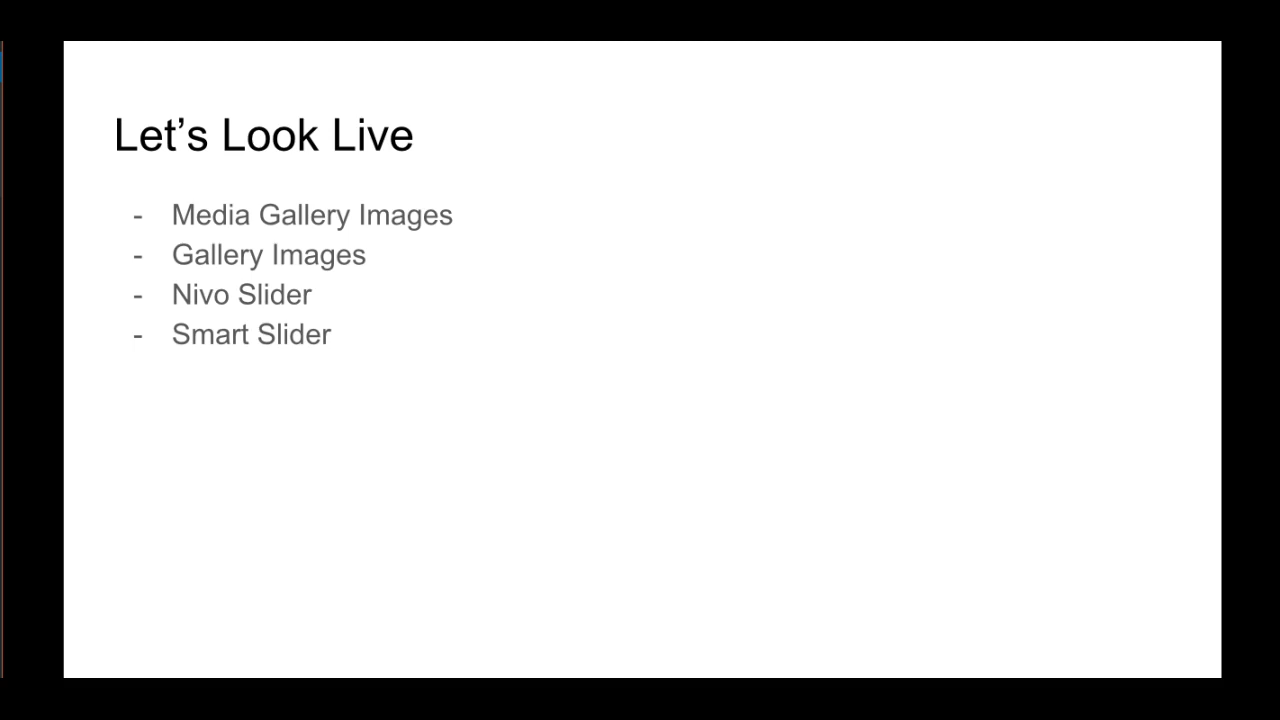 Let’s Look Live
- Media Gallery Images
- Gallery Images
- Nivo Slider
- Smart Slider